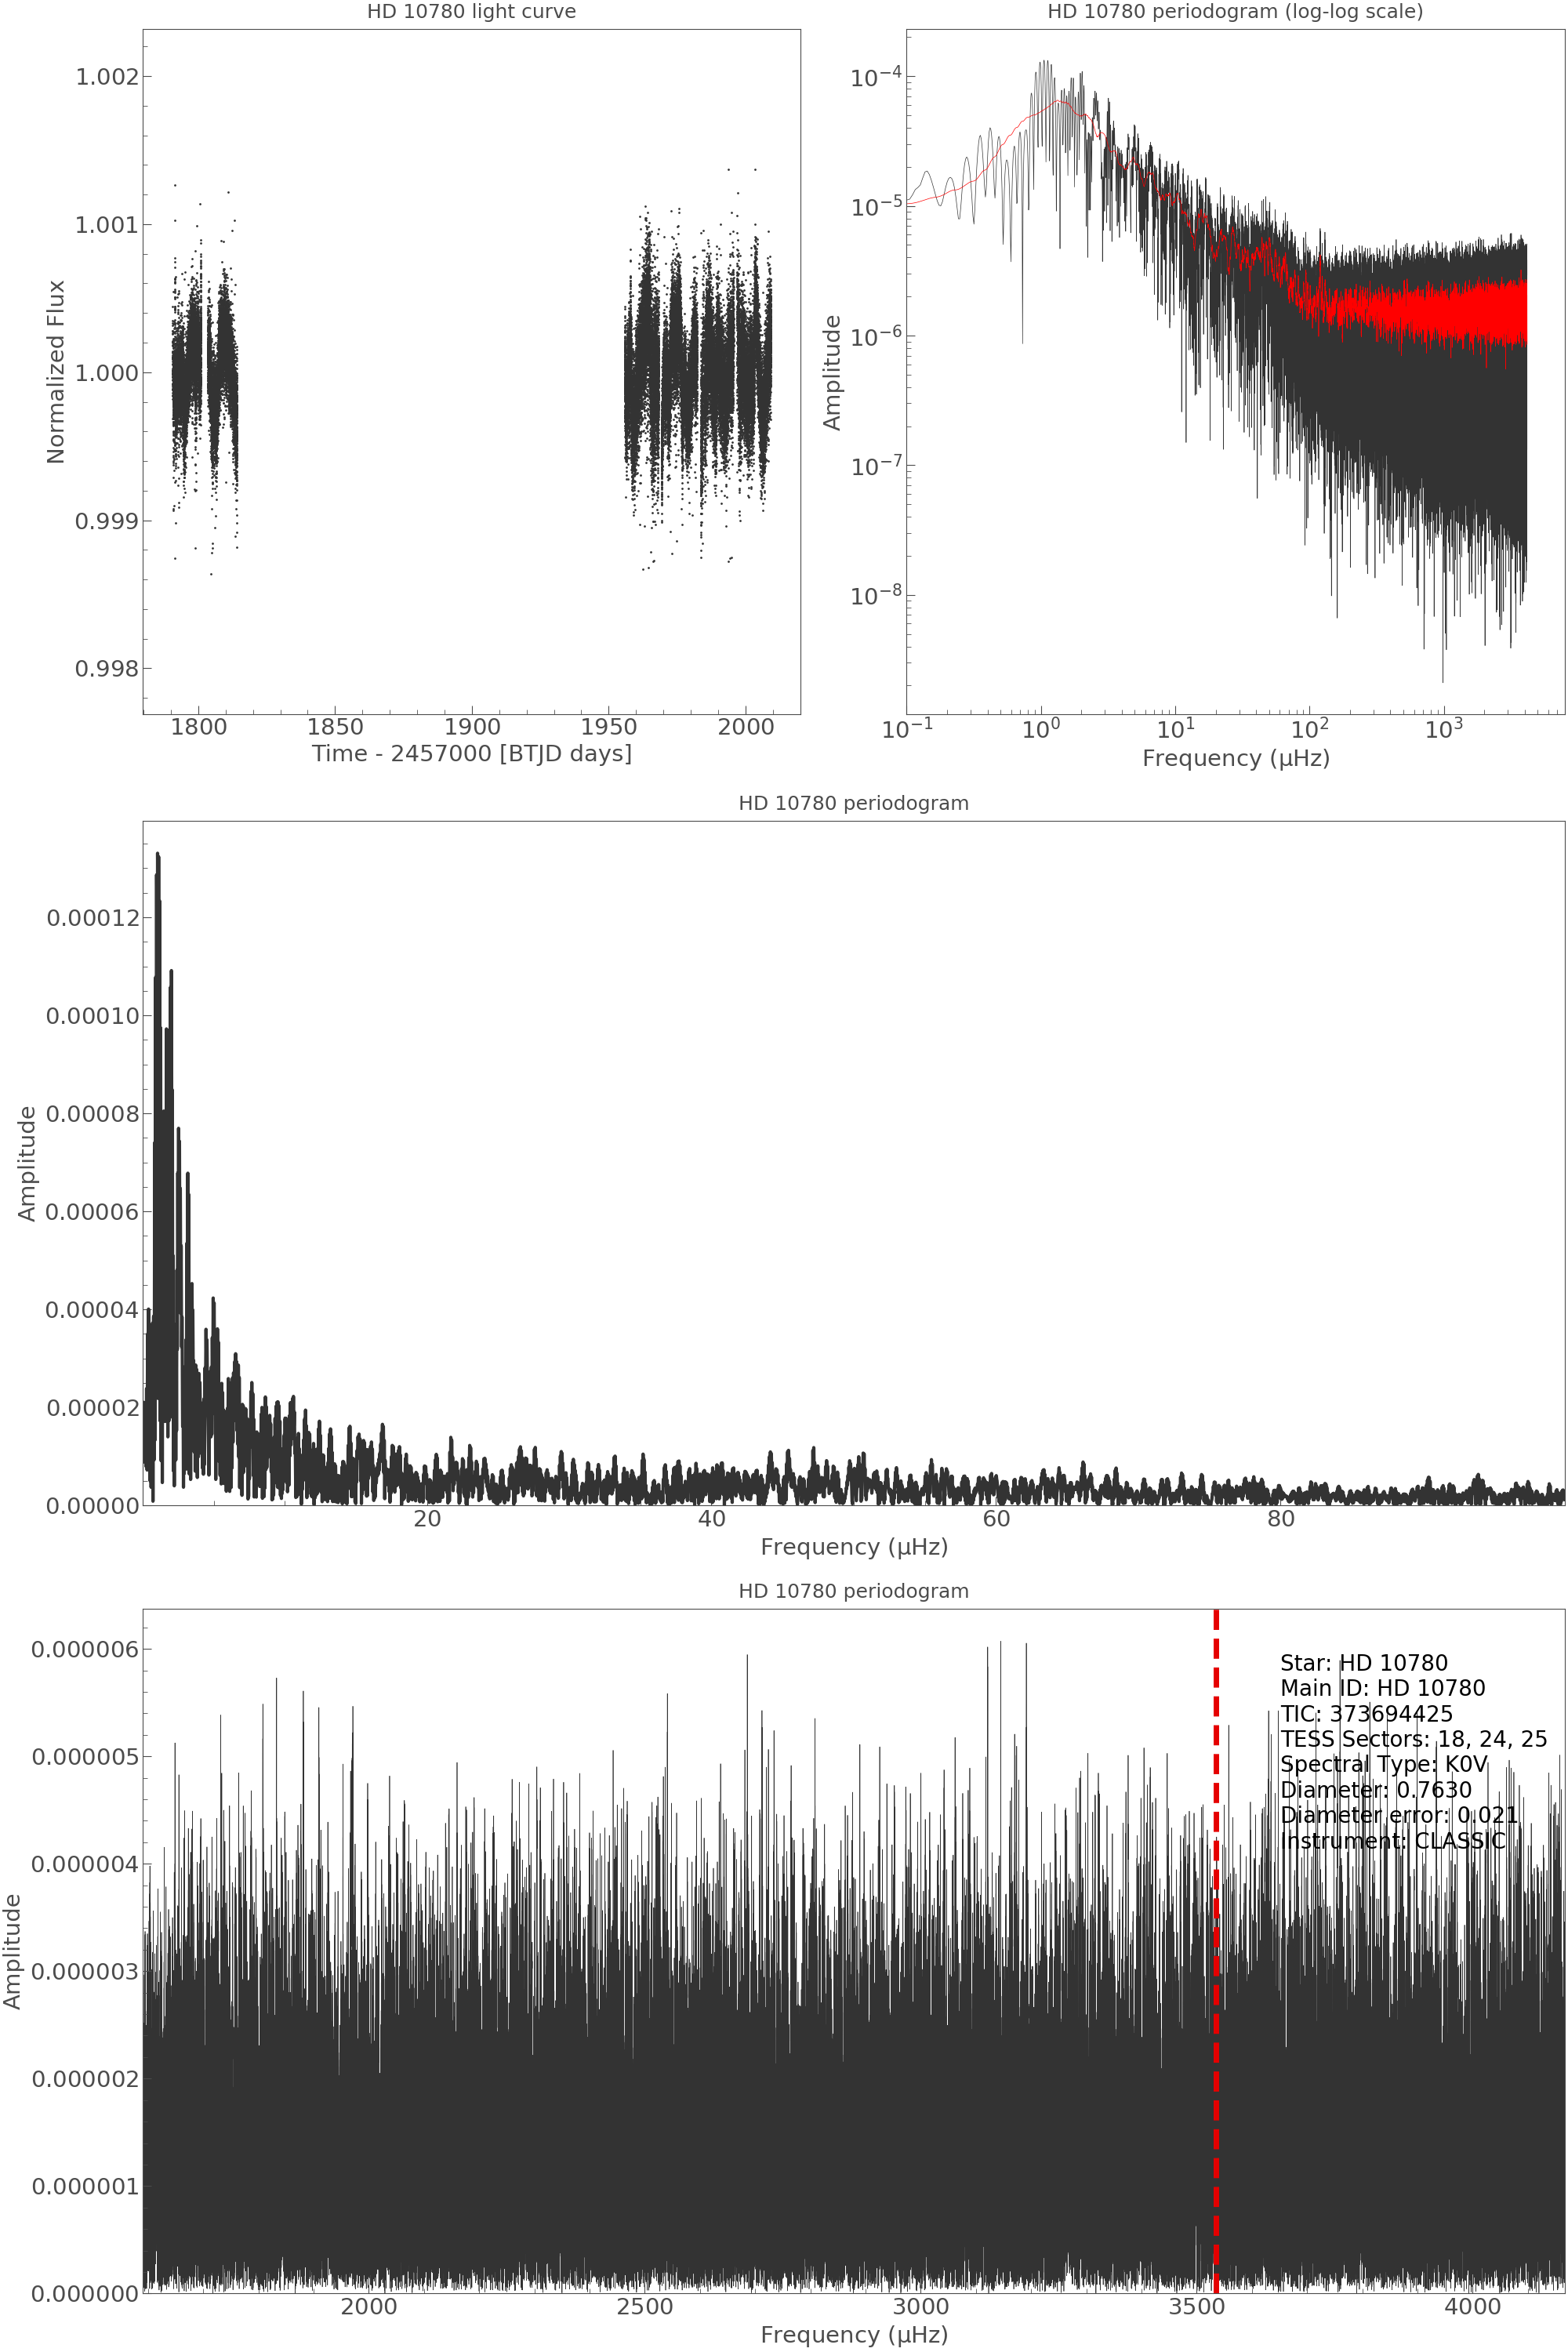 HD 10780 light curve
1.002
1.001
1.000
0.999
0.998
Normalized Flux
1800
1850
1900
1950
2000
Time - 2457000 [BTJD days]
HD 10780 periodogram (log-log scale)
10⁻⁴
10⁻⁵
10⁻⁶
10⁻⁷
10⁻⁸
Amplitude
10⁻¹
10⁰
10¹
10²
10³
Frequency (μHz)
HD 10780 periodogram
0.00012
0.00010
0.00008
0.00006
0.00004
0.00002
0.00000
Amplitude
20
40
60
80
Frequency (μHz)
HD 10780 periodogram
0.000006
0.000005
0.000004
0.000003
0.000002
0.000001
0.000000
Amplitude
Star: HD 10780
Main ID: HD 10780
TIC: 373694425
TESS Sectors: 18, 24, 25
Spectral Type: K0V
Diameter: 0.7630
Diameter error: 0.021
Instrument: CLASSIC
2000
2500
3000
3500
4000
Frequency (μHz)